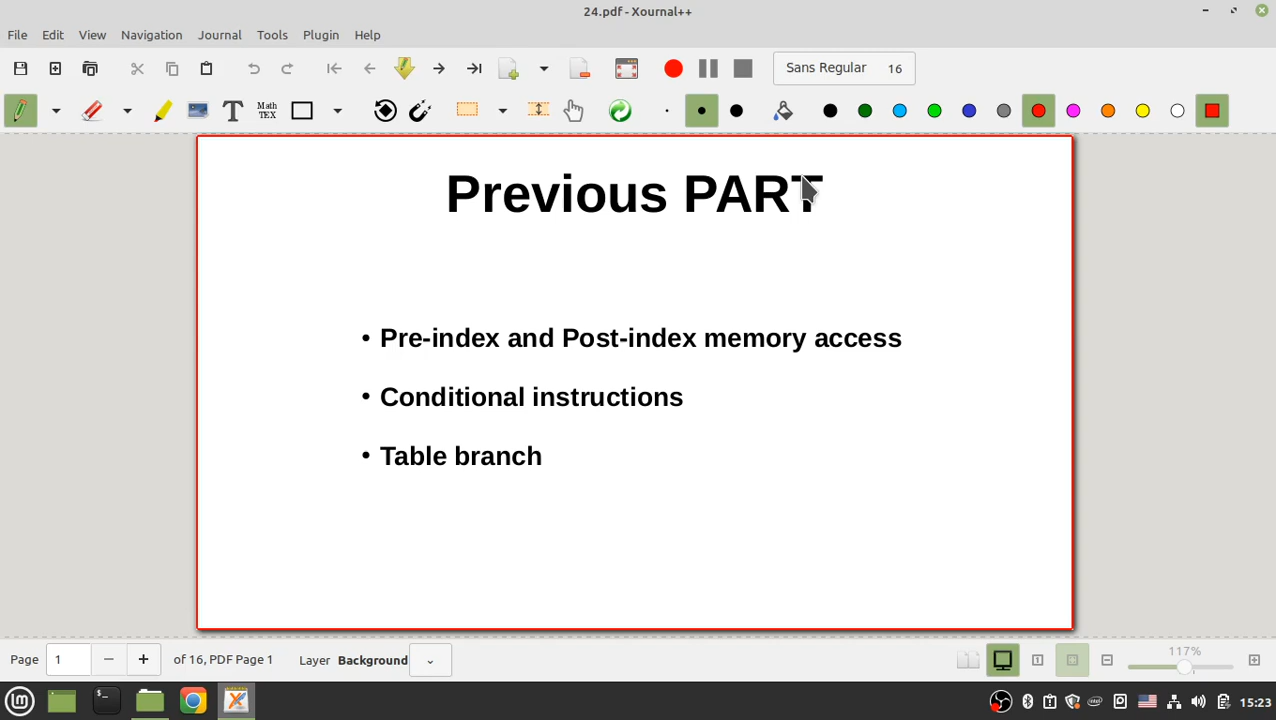 24.pdf - Xournal++
File Edit View Navigation Journal Tools Plugin Help
Sans Regular 16
Math
TEX
Previous PART
• Pre-index and Post-index memory access
• Conditional instructions
• Table branch
Page 1 of 16, PDF Page 1 Layer Background 117%
15:23